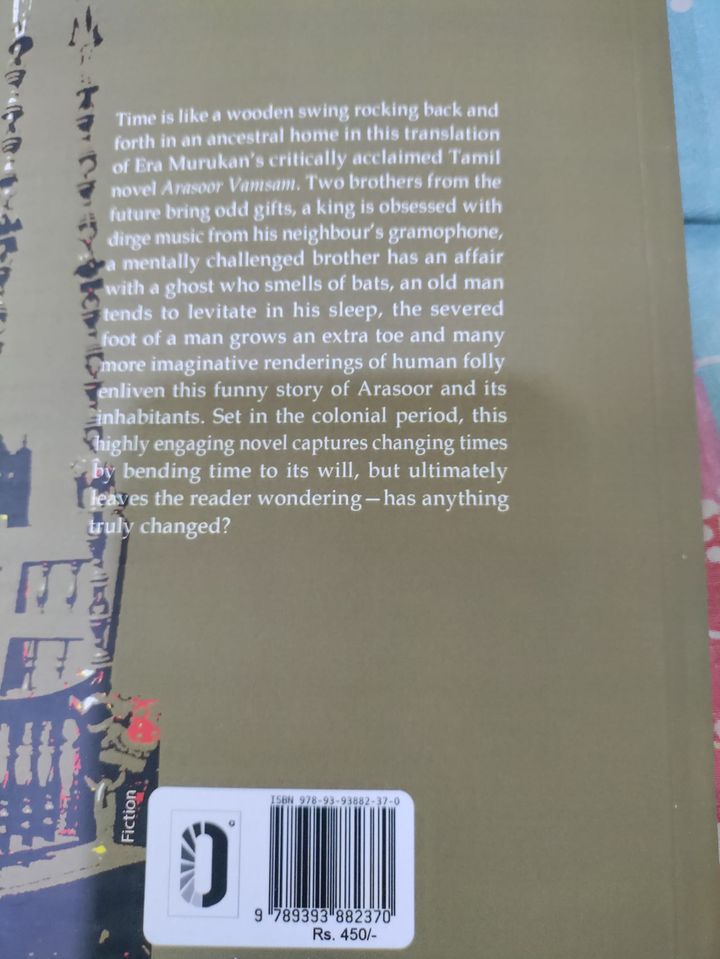 Time is like a wooden swing rocking back and
forth in an ancestral home in this translation
of Era Murukan's critically acclaimed Tamil
novel Arasoor Vamsam. Two brothers from the
future bring odd gifts, a king is obsessed with
dirge music from his neighbour's gramophone,
a mentally challenged brother has an affair
with a ghost who smells of bats, an old man
tends to levitate in his sleep, the severed
foot of a man grows an extra toe and many
more imaginative renderings of human folly
enliven this funny story of Arasoor and its
inhabitants. Set in the colonial period, this
highly engaging novel captures changing times
by bending time to its will, but ultimately
leaves the reader wondering—has anything
truly changed?
Fiction
ISBN 978-93-93882-37-0
9 789393 882370
Rs. 450/-